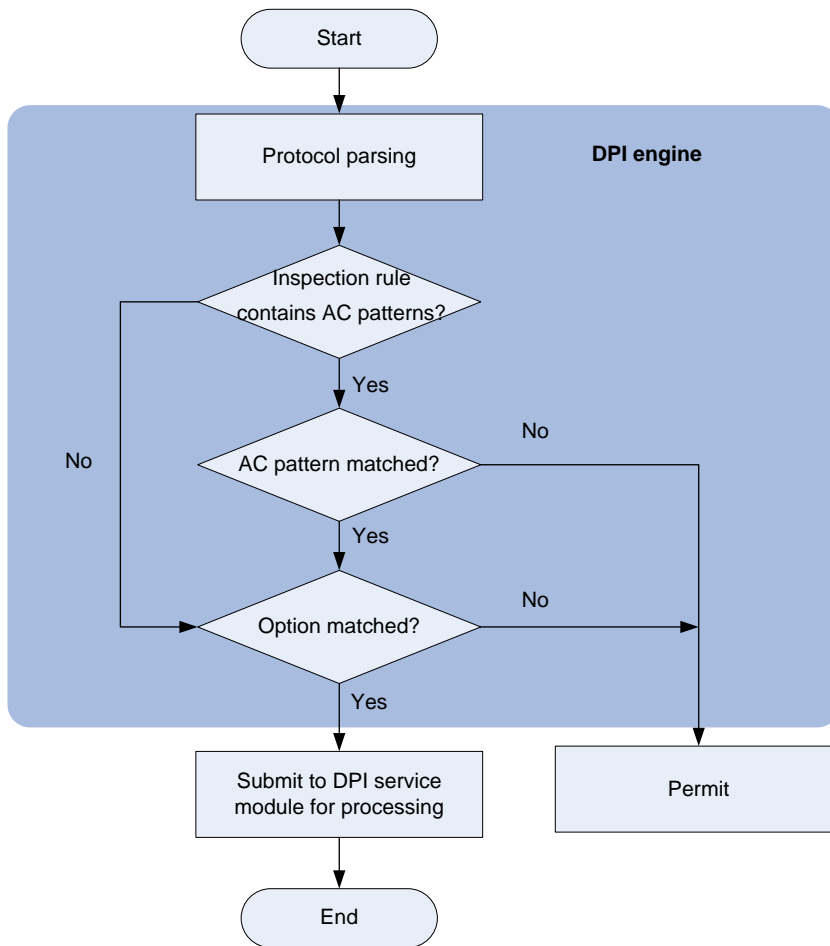 Start
Protocol parsing
DPI engine
Inspection rule
contains AC patterns?
Yes
No
No
AC pattern matched?
Yes
No
Option matched?
Yes
Submit to DPI service
module for processing
Permit
End